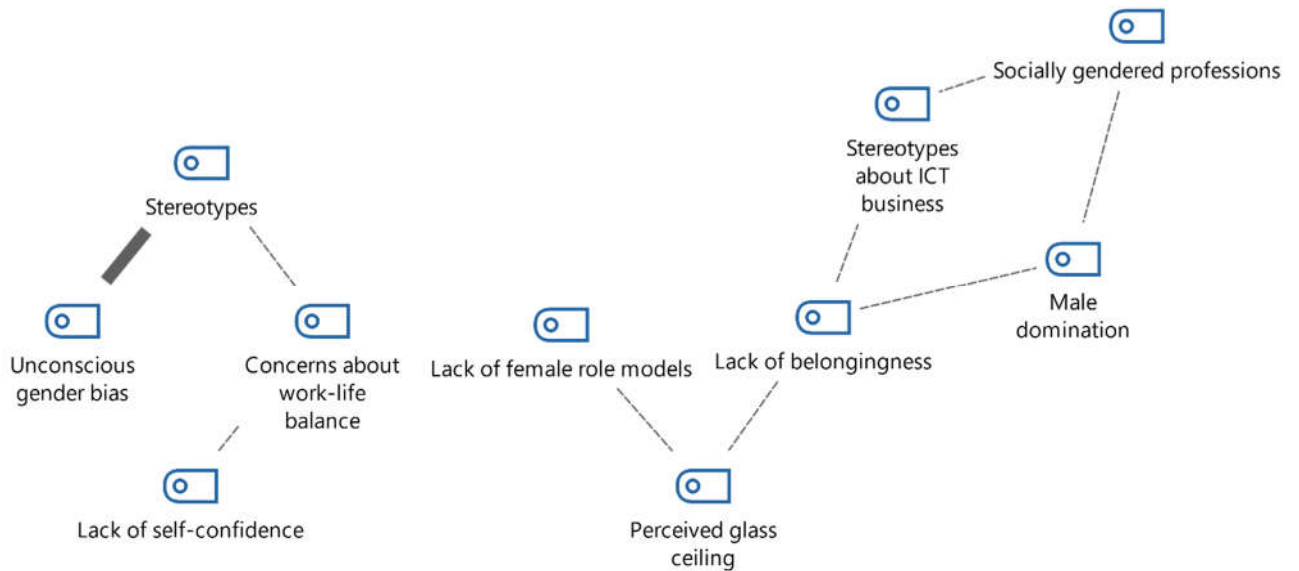 Socially gendered professions
Stereotypes
about ICT
business
Stereotypes
Male
domination
Unconscious
gender bias
Concerns about
work-life
balance
Lack of female role models
Lack of belongingness
Lack of self-confidence
Perceived glass
ceiling